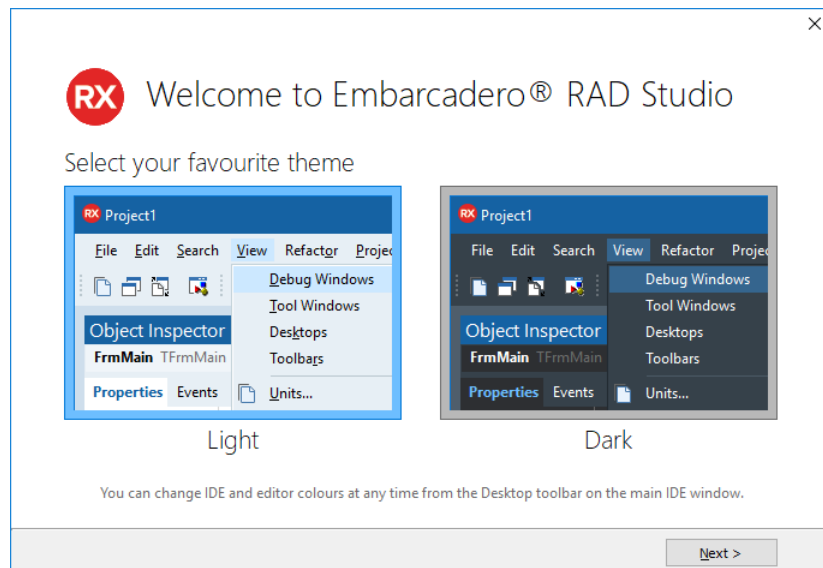 RX Welcome to Embarcadero® RAD Studio
Select your favourite theme
RX Project1
File Edit Search View Refactor Projec
Debug Windows
Tool Windows
Object Inspector Desktops
FrmMain TFrmMain Toolbars
Properties Events Units...
RX Project1
File Edit Search View Refactor Projec
Debug Windows
Tool Windows
Object Inspector Desktops
FrmMain TFrmMain Toolbars
Properties Events Units...
Light Dark
You can change IDE and editor colours at any time from the Desktop toolbar on the main IDE window.
Next >